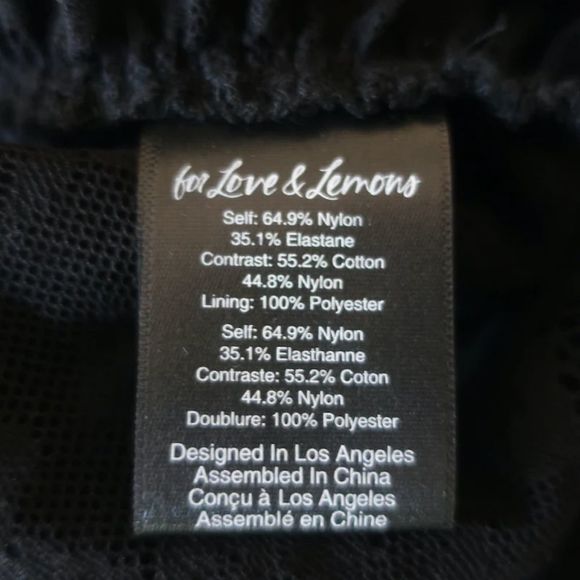 for Love & Lemons
Self: 64.9% Nylon
35.1% Elastane
Contrast: 55.2% Cotton
44.8% Nylon
Lining: 100% Polyester
Self: 64.9% Nylon
35.1% Elasthanne
Contraste: 55.2% Coton
44.8% Nylon
Doublure: 100% Polyester
Designed In Los Angeles
Assembled In China
Conçu à Los Angeles
Assemblé en Chine